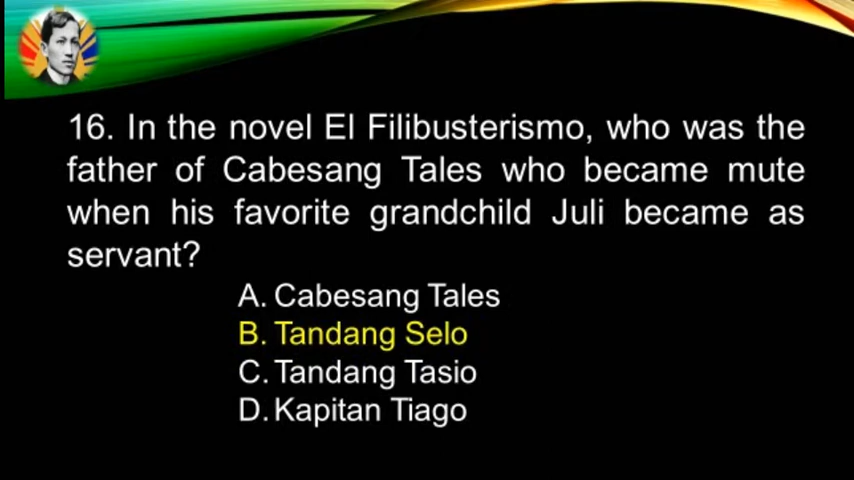 16. In the novel El Filibusterismo, who was the
father of Cabesang Tales who became mute
when his favorite grandchild Juli became as
servant?
A. Cabesang Tales
B. Tandang Selo
C. Tandang Tasio
D. Kapitan Tiago